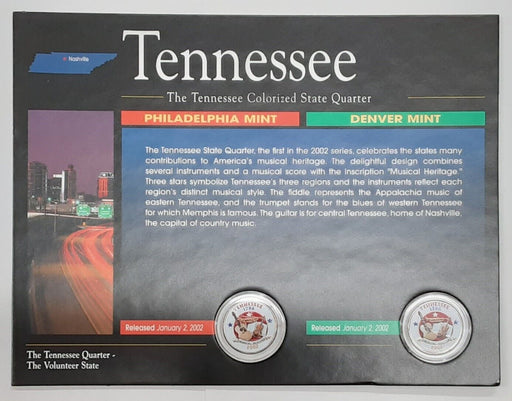 Nashville
Tennessee
The Tennessee Colorized State Quarter
PHILADELPHIA MINT
DENVER MINT
The Tennessee State Quarter, the first in the 2002 series, celebrates the states many
contributions to America's musical heritage. The delightful design combines
several instruments and a musical score with the inscription "Musical Heritage."
Three stars symbolize Tennessee's three regions and the instruments reflect each
region's distinct musical style. The fiddle represents the Appalachia music of
eastern Tennessee, and the trumpet stands for the blues of western Tennessee
for which Memphis is famous. The guitar is for central Tennessee, home of Nashville,
the capital of country music.
Released January 2, 2002
TENNESSEE
1796
Released January 2, 2002
TENNESSEE
1796
The Tennessee Quarter -
The Volunteer State